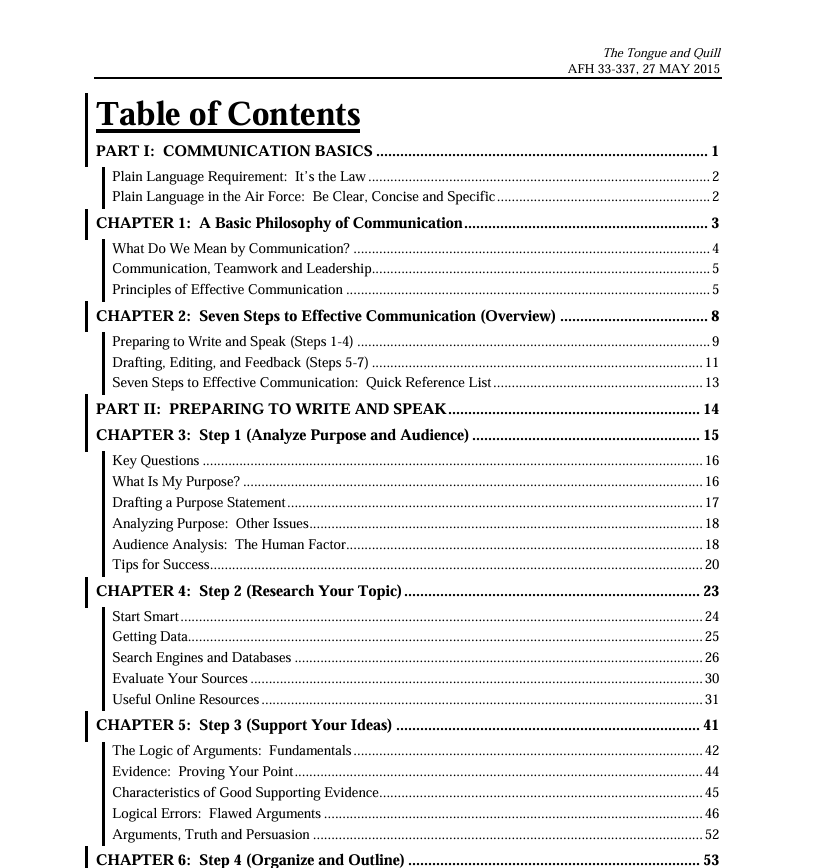 The Tongue and Quill
AFH 33-337, 27 MAY 2015
Table of Contents
PART I:  COMMUNICATION BASICS ..................................................................................... 1
Plain Language Requirement:  It's the Law ..................................................................................... 2
Plain Language in the Air Force:  Be Clear, Concise and Specific ..................................................... 2
CHAPTER 1:  A Basic Philosophy of Communication ............................................................. 3
What Do We Mean by Communication? ......................................................................................... 4
Communication, Teamwork and Leadership ..................................................................................... 5
Principles of Effective Communication ........................................................................................... 5
CHAPTER 2:  Seven Steps to Effective Communication (Overview) ..................................... 8
Preparing to Write and Speak (Steps 1-4) ........................................................................................ 9
Drafting, Editing, and Feedback (Steps 5-7) .................................................................................... 11
Seven Steps to Effective Communication:  Quick Reference List ..................................................... 13
PART II:  PREPARING TO WRITE AND SPEAK ................................................................ 14
CHAPTER 3:  Step 1 (Analyze Purpose and Audience) .......................................................... 15
Key Questions ................................................................................................................................ 16
What Is My Purpose? ..................................................................................................................... 16
Drafting a Purpose Statement .......................................................................................................... 17
Analyzing Purpose:  Other Issues .................................................................................................... 18
Audience Analysis:  The Human Factor ........................................................................................... 18
Tips for Success ............................................................................................................................. 20
CHAPTER 4:  Step 2 (Research Your Topic) ........................................................................... 23
Start Smart ..................................................................................................................................... 24
Getting Data ................................................................................................................................... 25
Search Engines and Databases ........................................................................................................ 26
Evaluate Your Sources ................................................................................................................... 30
Useful Online Resources ................................................................................................................ 31
CHAPTER 5:  Step 3 (Support Your Ideas) ............................................................................. 41
The Logic of Arguments:  Fundamentals ......................................................................................... 42
Evidence:  Proving Your Point ........................................................................................................ 44
Characteristics of Good Supporting Evidence .................................................................................. 45
Logical Errors:  Flawed Arguments ................................................................................................ 46
Arguments, Truth and Persuasion ................................................................................................... 52
CHAPTER 6:  Step 4 (Organize and Outline) .......................................................................... 53